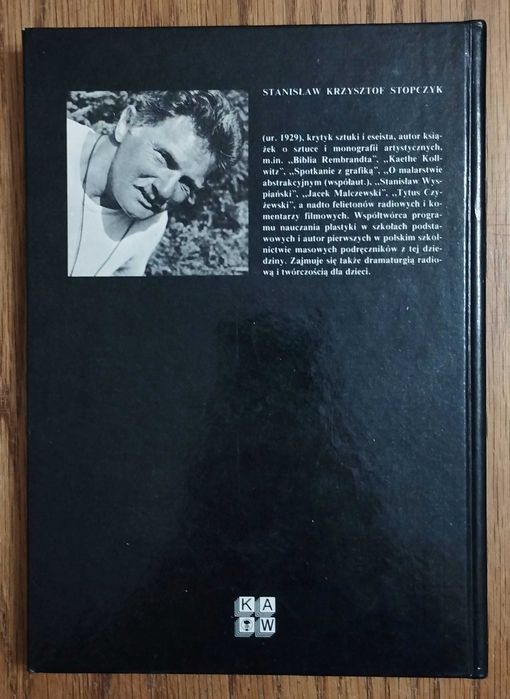 STANISŁAW KRZYSZTOF STOPCZYK
(ur. 1929), krytyk sztuki i eseista, autor ksią-
żek o sztuce i monografii artystycznych,
m.in. ,,Biblia Rembrandta”, ,,Kaethe Koll-
witz”, ,,Spotkanie z grafiką”, ,,O malarstwie
abstrakcyjnym (współaut.), ,,Stanisław Wys-
piański”, ,,Jacek Malczewski”, ,,Tytus Czy-
żewski”, a nadto felietonów radiowych i ko-
mentarzy filmowych. Współtwórca progra-
mu nauczania plastyki w szkołach podsta-
wowych i autor pierwszych w polskim szkol-
nictwie masowych podręczników z tej dzie-
dziny. Zajmuje się także dramaturgią radio-
wą i twórczością dla dzieci.
K A
W